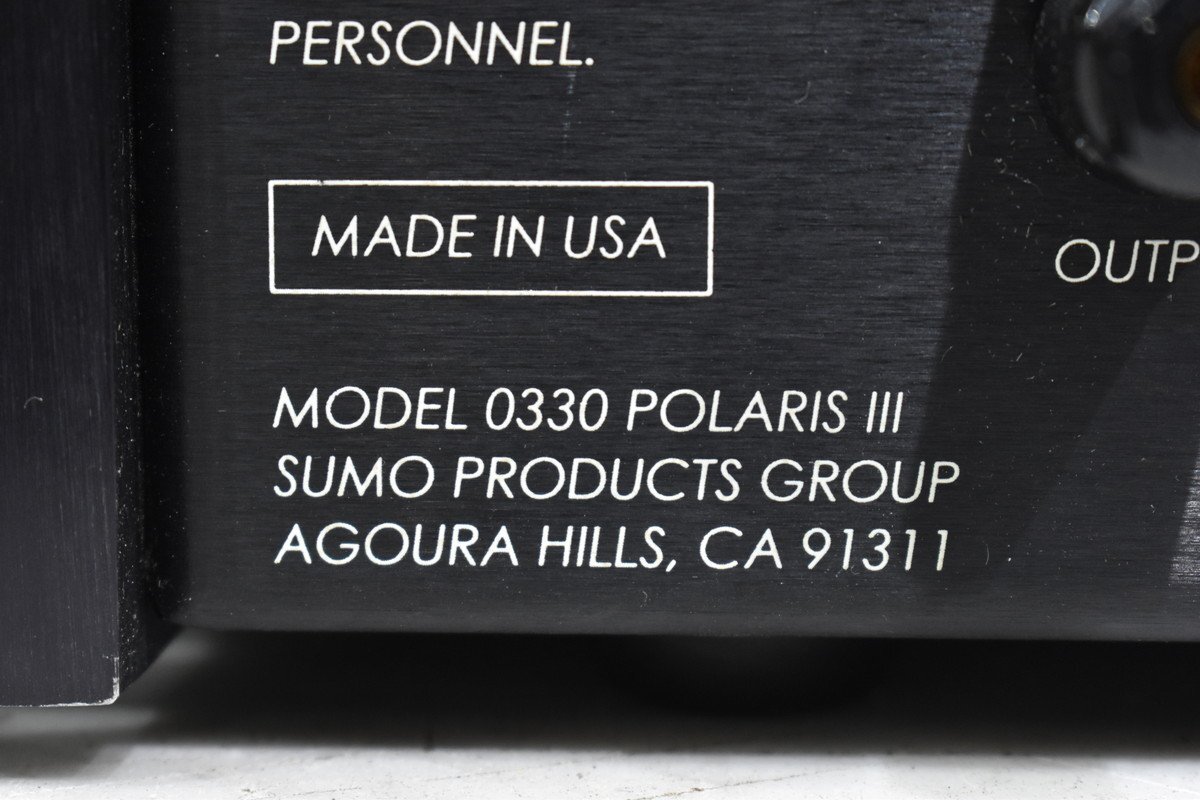 PERSONNEL.
MADE IN USA
OUTP
MODEL 0330 POLARIS III
SUMO PRODUCTS GROUP
AGOURA HILLS, CA 91311